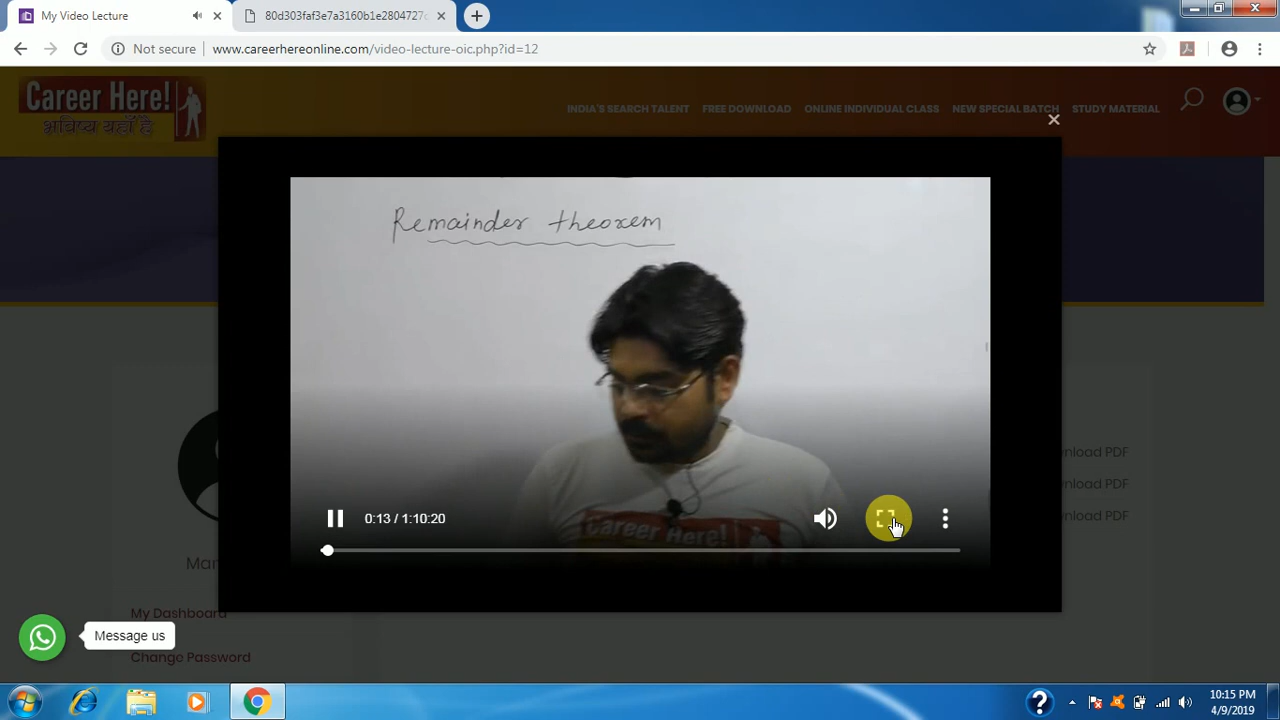 My Video Lecture
80d303faf3e7a3160b1e2804727c
Not secure
www.careerhereonline.com/video-lecture-oic.php?id=12
Career Here!
भविष्य यहाँ है
INDIA'S SEARCH TALENT
FREE DOWNLOAD
ONLINE INDIVIDUAL CLASS
NEW SPECIAL BATCH
STUDY MATERIAL
Remainder theorem
Career Here!
0:13 / 1:10:20
nload PDF
nload PDF
nload PDF
Man
My Dashboard
Message us
Change Password
10:15 PM
4/9/2019